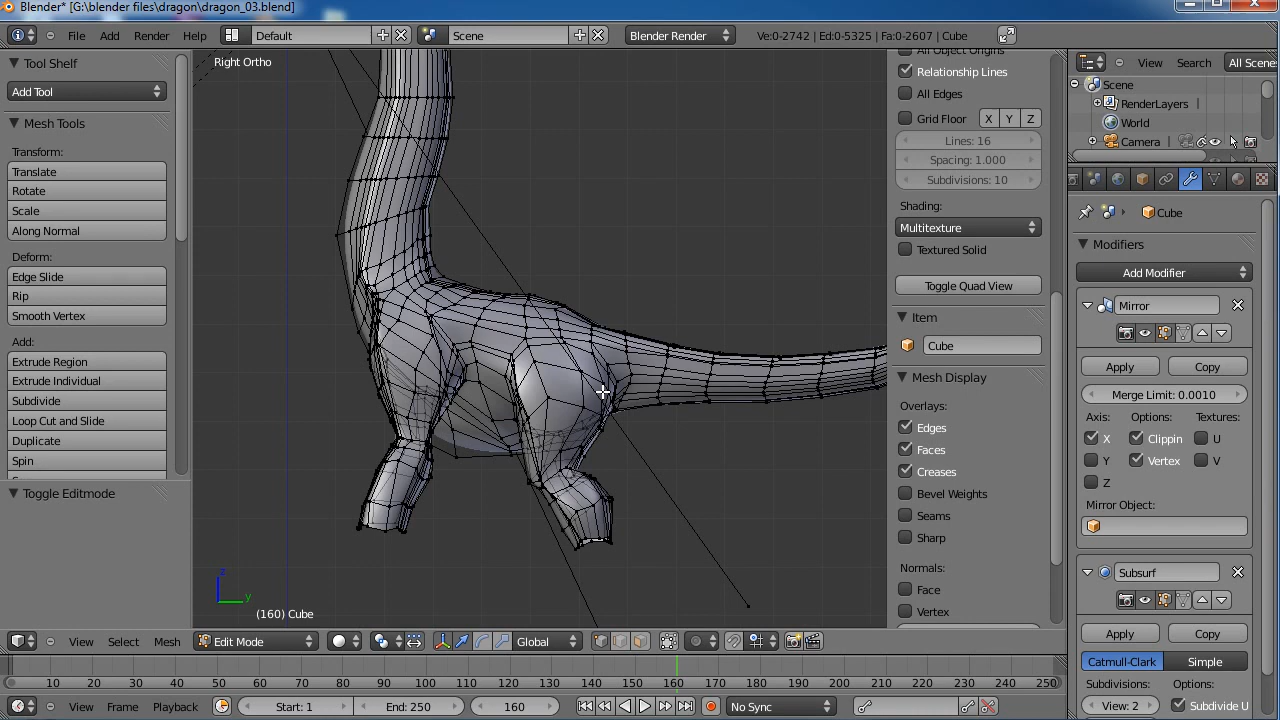 Blender* [G:\blender files\dragon\dragon_03.blend]
File Add Render Help Default Scene Blender Render Ve:0-2742 | Ed:0-5325 | Fa:0-2607 | Cube
Tool Shelf
Add Tool
Mesh Tools
Transform:
Translate
Rotate
Scale
Along Normal
Deform:
Edge Slide
Rip
Smooth Vertex
Add:
Extrude Region
Extrude Individual
Subdivide
Loop Cut and Slide
Duplicate
Spin
Toggle Editmode
Right Ortho
z
y
(160) Cube
All Object Origins
Relationship Lines
All Edges
Grid Floor X Y Z
Lines: 16
Spacing: 1.000
Subdivisions: 10
Shading:
Multitexture
Textured Solid
Toggle Quad View
Item
Cube
Mesh Display
Overlays:
Edges
Faces
Creases
Bevel Weights
Seams
Sharp
Normals:
Face
Vertex
View Search All Scene
Scene
RenderLayers
World
Camera
Cube
Modifiers
Add Modifier
Mirror
Apply Copy
Merge Limit: 0.0010
Axis: Options: Textures:
X Clippin U
Y Vertex V
Z
Mirror Object:
Subsurf
Apply Copy
Catmull-Clark Simple
Subdivisions: Options:
View: 2 Subdivide U
View Select Mesh Edit Mode Global
10 20 30 40 50 60 70 80 90 100 110 120 130 140 150 160 170 180 190 200 210 220 230 240 250
View Frame Playback Start: 1 End: 250 160 No Sync